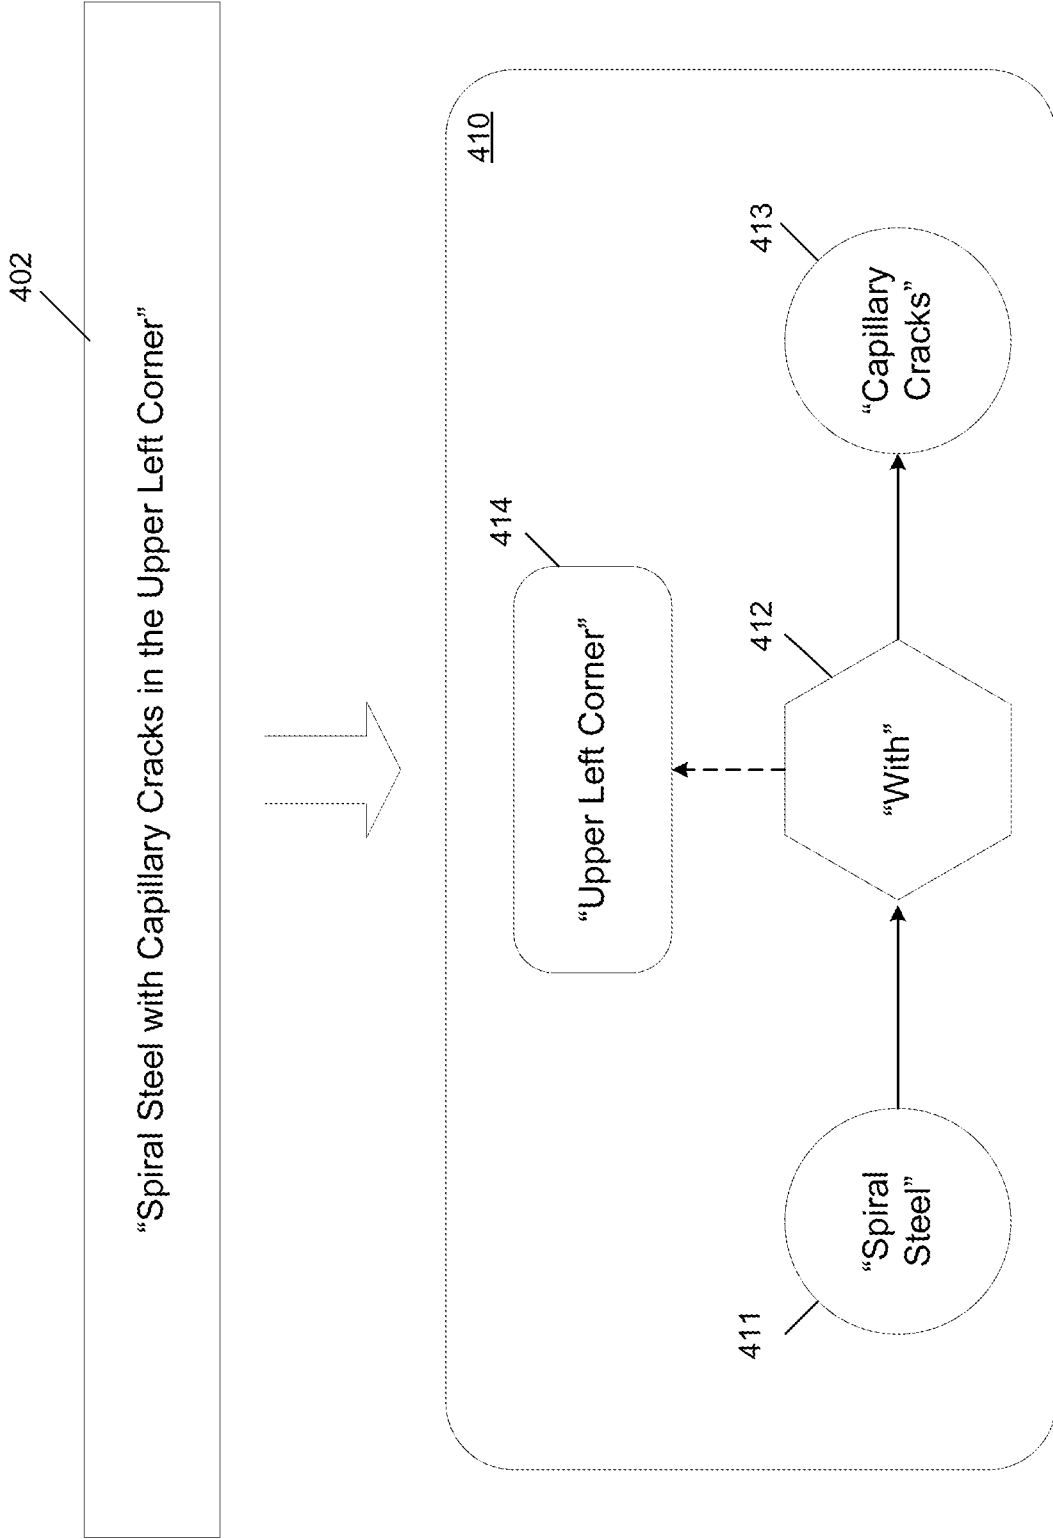 402
“Spiral Steel with Capillary Cracks in the Upper Left Corner”
410
414
“Upper Left Corner”
411
“Spiral
Steel”
412
“With”
413
“Capillary
Cracks”